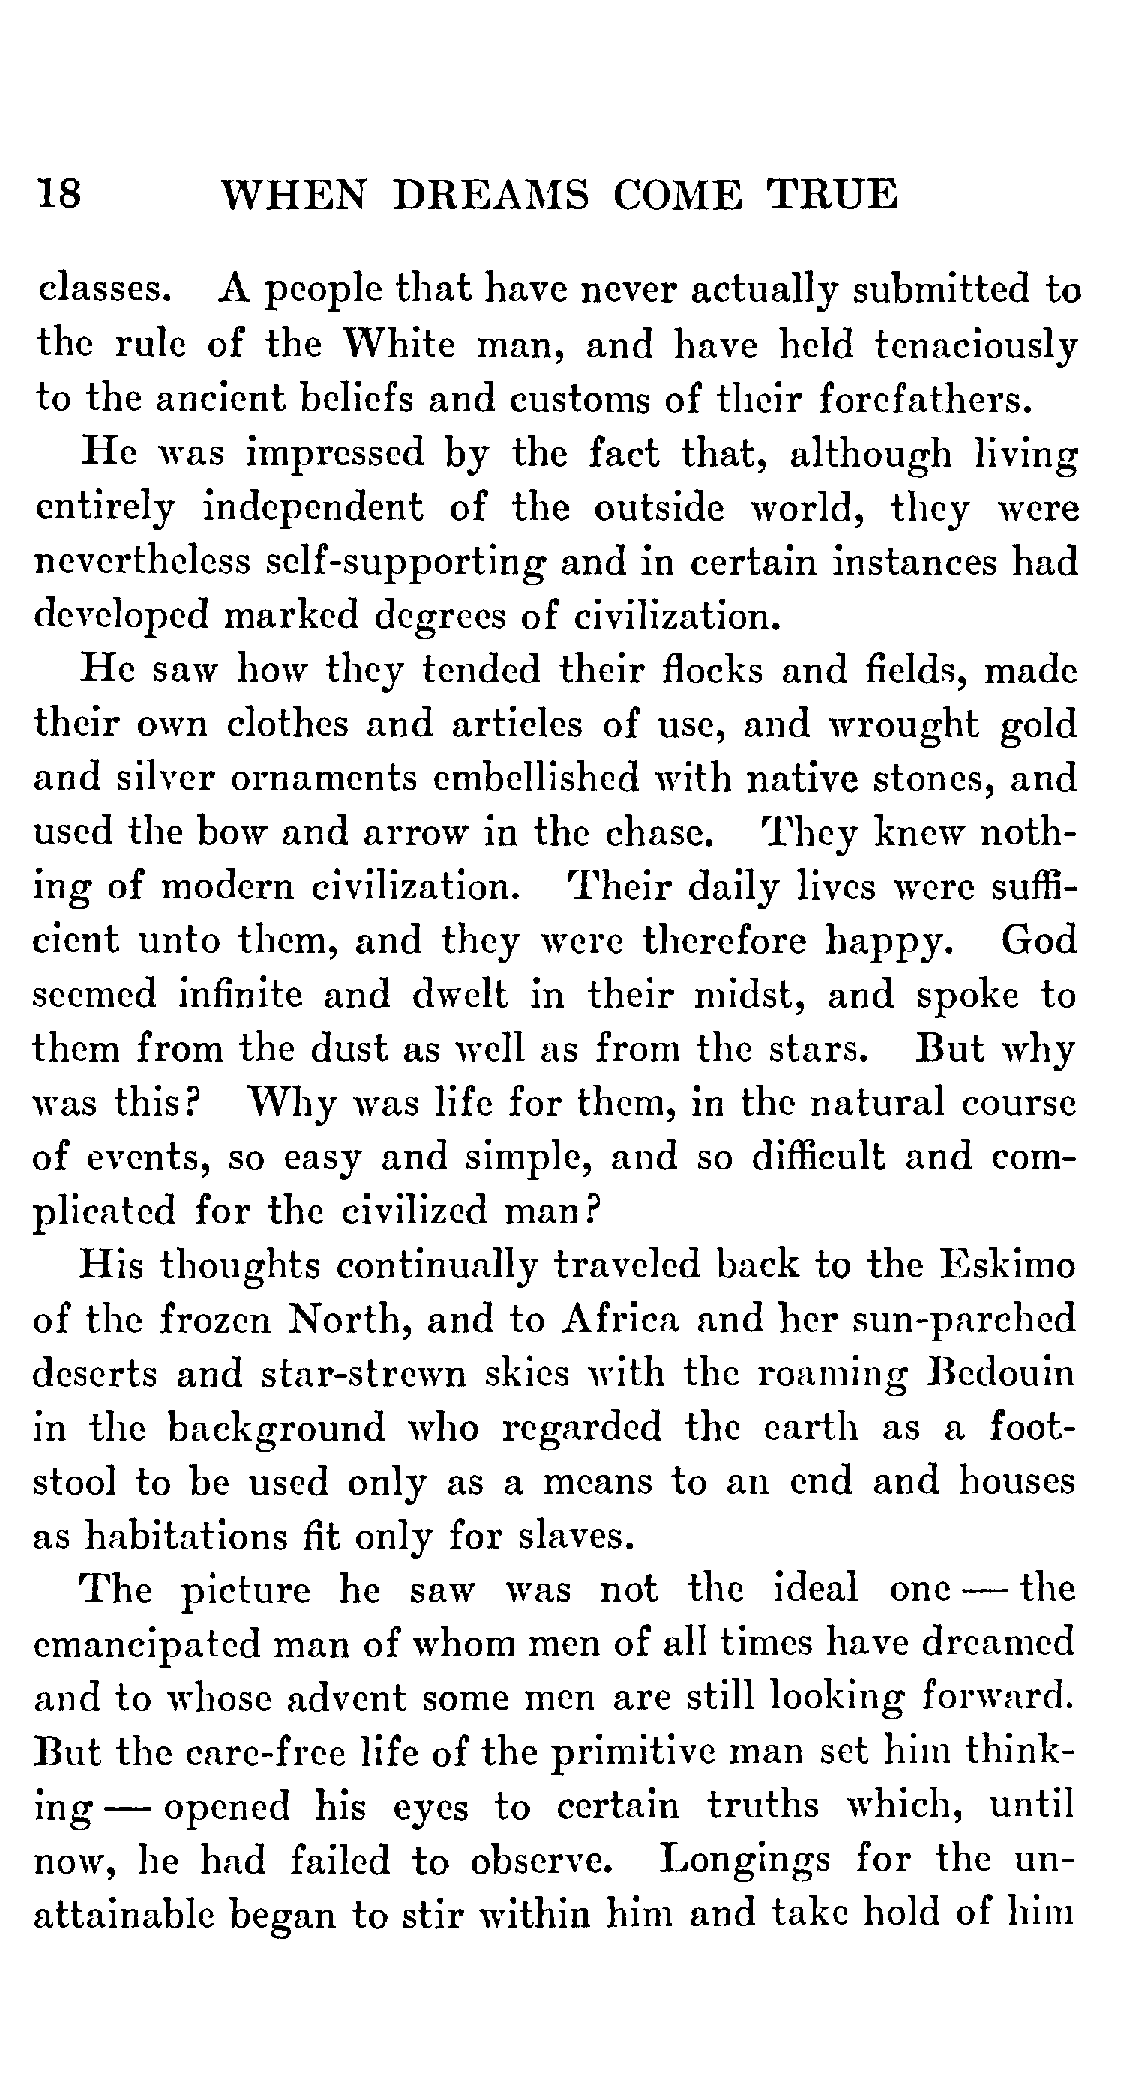 18 WHEN DREAMS COME TRUE
classes. A people that have never actually submitted to
the rule of the White man, and have held tenaciously
to the ancient beliefs and customs of their forefathers.
He was impressed by the fact that, although living
entirely independent of the outside world, they were
nevertheless self-supporting and in certain instances had
developed marked degrees of civilization.
He saw how they tended their flocks and fields, made
their own clothes and articles of use, and wrought gold
and silver ornaments embellished with native stones, and
used the bow and arrow in the chase. They knew noth-
ing of modern civilization. Their daily lives were suffi-
cient unto them, and they were therefore happy. God
seemed infinite and dwelt in their midst, and spoke to
them from the dust as well as from the stars. But why
was this? Why was life for them, in the natural course
of events, so easy and simple, and so difficult and com-
plicated for the civilized man?
His thoughts continually traveled back to the Eskimo
of the frozen North, and to Africa and her sun-parched
deserts and star-strewn skies with the roaming Bedouin
in the background who regarded the earth as a foot-
stool to be used only as a means to an end and houses
as habitations fit only for slaves.
The picture he saw was not the ideal one — the
emancipated man of whom men of all times have dreamed
and to whose advent some men are still looking forward.
But the care-free life of the primitive man set him think-
ing — opened his eyes to certain truths which, until
now, he had failed to observe. Longings for the un-
attainable began to stir within him and take hold of him